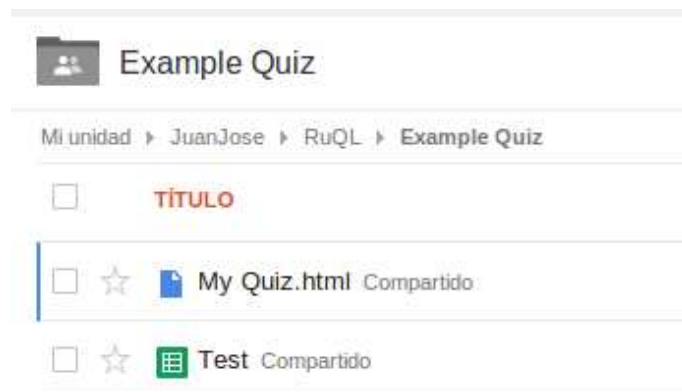 Example Quiz
Mi unidad JuanJose RuQL Example Quiz
TÍTULO
My Quiz.html Compartido
Test Compartido